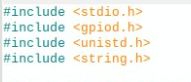 #include <stdio.h>
#include <gpiod.h>
#include <unistd.h>
#include <string.h>